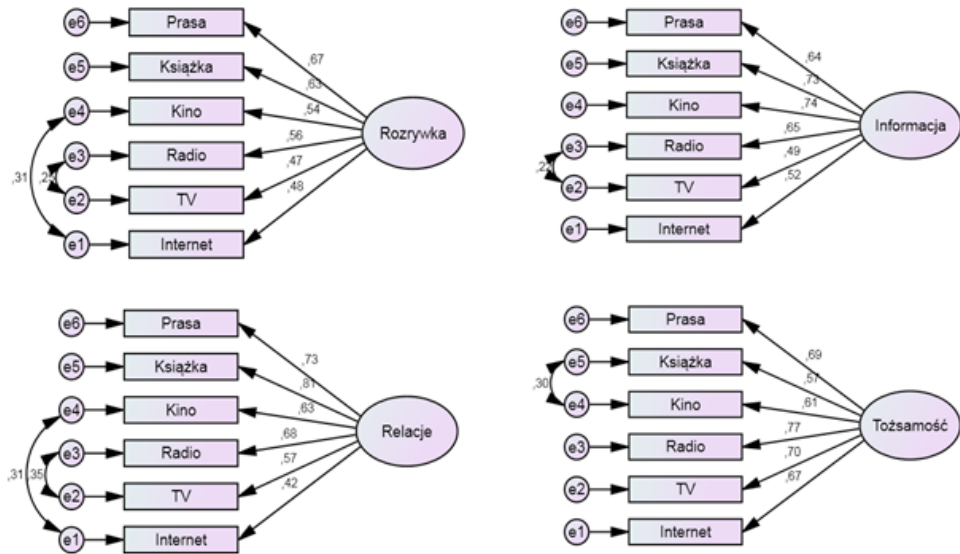 e6 Prasa
,67
e5 Książka
,63
e4 Kino
,54
Rozrywka
e3 Radio
,56
,31
e2 TV
,47
e1 Internet
,48
e6 Prasa
,64
e5 Książka
,73
e4 Kino
,74
Informacja
e3 Radio
,65
e2 TV
,49
e1 Internet
,52
e6 Prasa
,73
e5 Książka
,81
e4 Kino
,63
Relacje
e3 Radio
,68
,31 ,35
e2 TV
,57
e1 Internet
,42
e6 Prasa
,69
e5 Książka
,57
,30
e4 Kino
,61
Tożsamość
e3 Radio
,77
e2 TV
,70
e1 Internet
,67